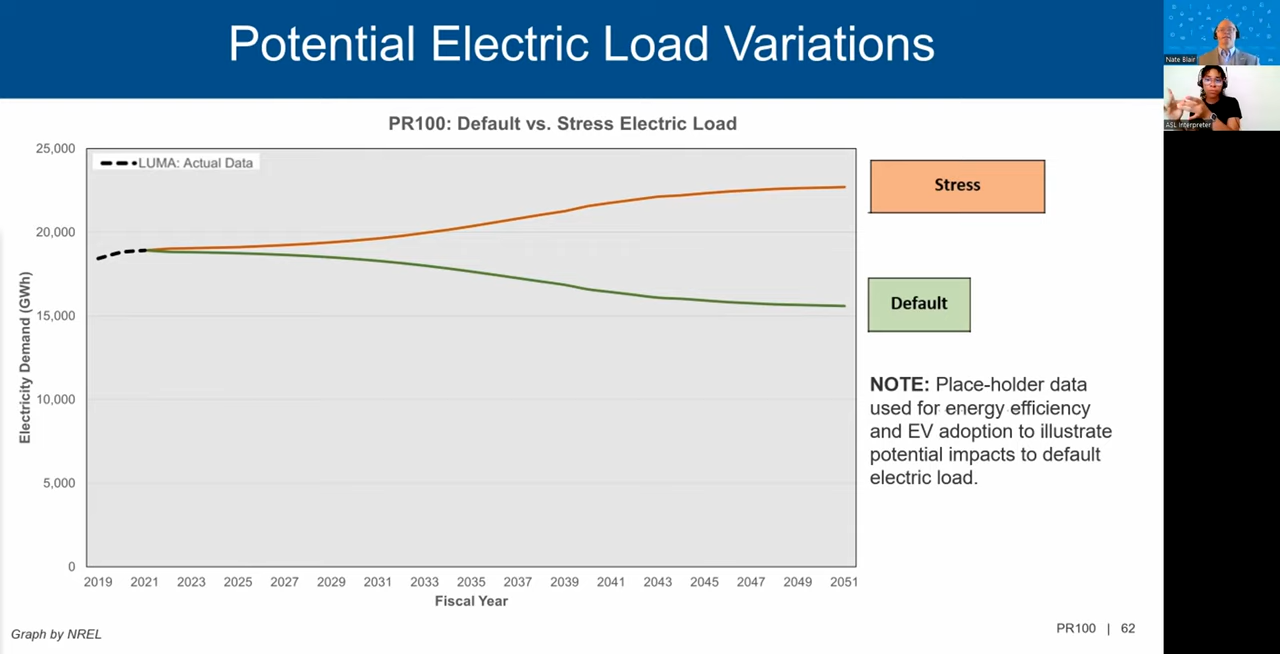 Potential Electric Load Variations
Nate Blair
ASL Interpreter
PR100: Default vs. Stress Electric Load
25,000
20,000
15,000
10,000
5,000
0
Electricity Demand (GWh)
LUMA: Actual Data
2019 2021 2023 2025 2027 2029 2031 2033 2035 2037 2039 2041 2043 2045 2047 2049 2051
Fiscal Year
Stress
Default
NOTE: Place-holder data
used for energy efficiency
and EV adoption to illustrate
potential impacts to default
electric load.
Graph by NREL
PR100 | 62